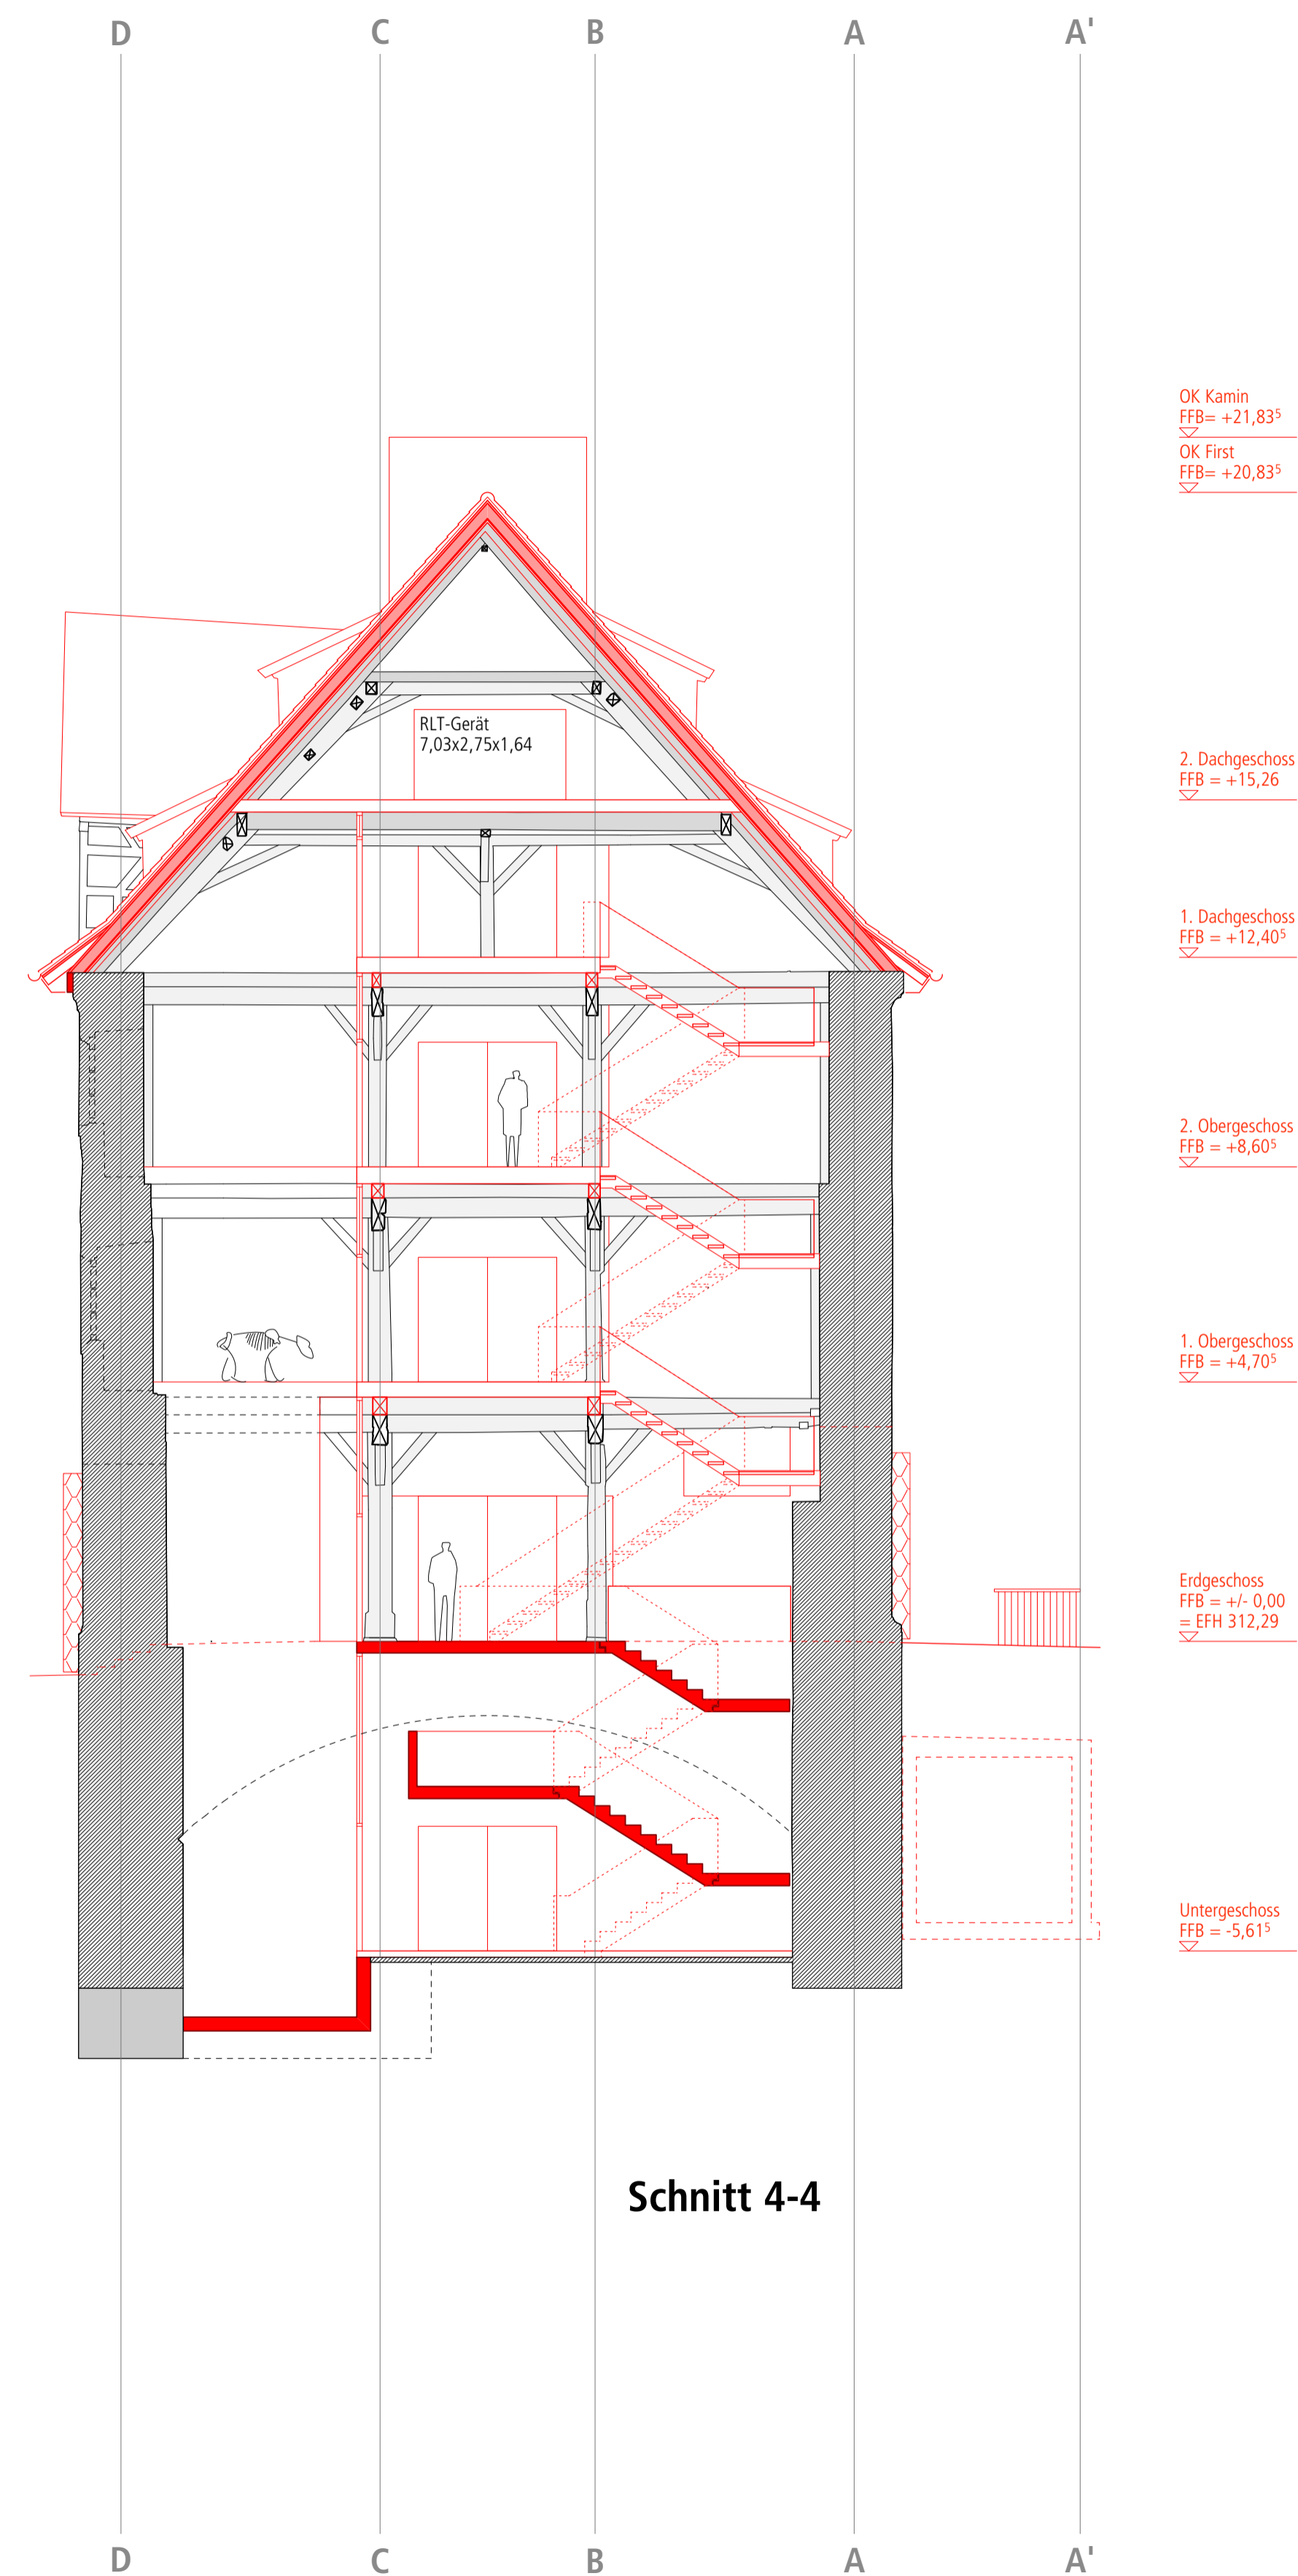 D C B A A'
OK Kamin
FFB= +21,83⁵
OK First
FFB= +20,83⁵
RLT-Gerät
7,03x2,75x1,64
2. Dachgeschoss
FFB = +15,26
1. Dachgeschoss
FFB = +12,40⁵
2. Obergeschoss
FFB = +8,60⁵
1. Obergeschoss
FFB = +4,70⁵
Erdgeschoss
FFB = +/- 0,00
= EFH 312,29
Untergeschoss
FFB = -5,61⁵
Schnitt 4-4
D C B A A'